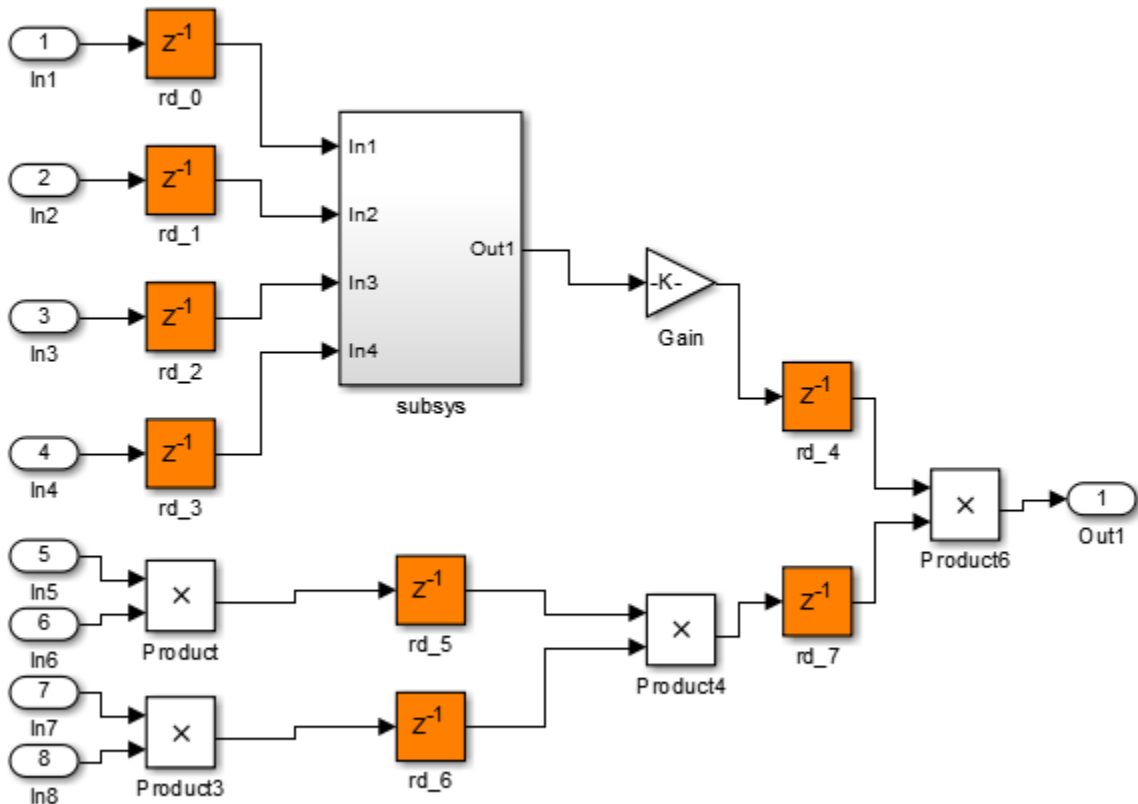 1
In1
Z-1
rd_0
2
In2
Z-1
rd_1
3
In3
Z-1
rd_2
4
In4
Z-1
rd_3
In1
In2
In3
In4
Out1
subsys
-K-
Gain
Z-1
rd_4
5
In5
6
In6
×
Product
Z-1
rd_5
7
In7
8
In8
×
Product3
Z-1
rd_6
×
Product4
Z-1
rd_7
×
Product6
1
Out1